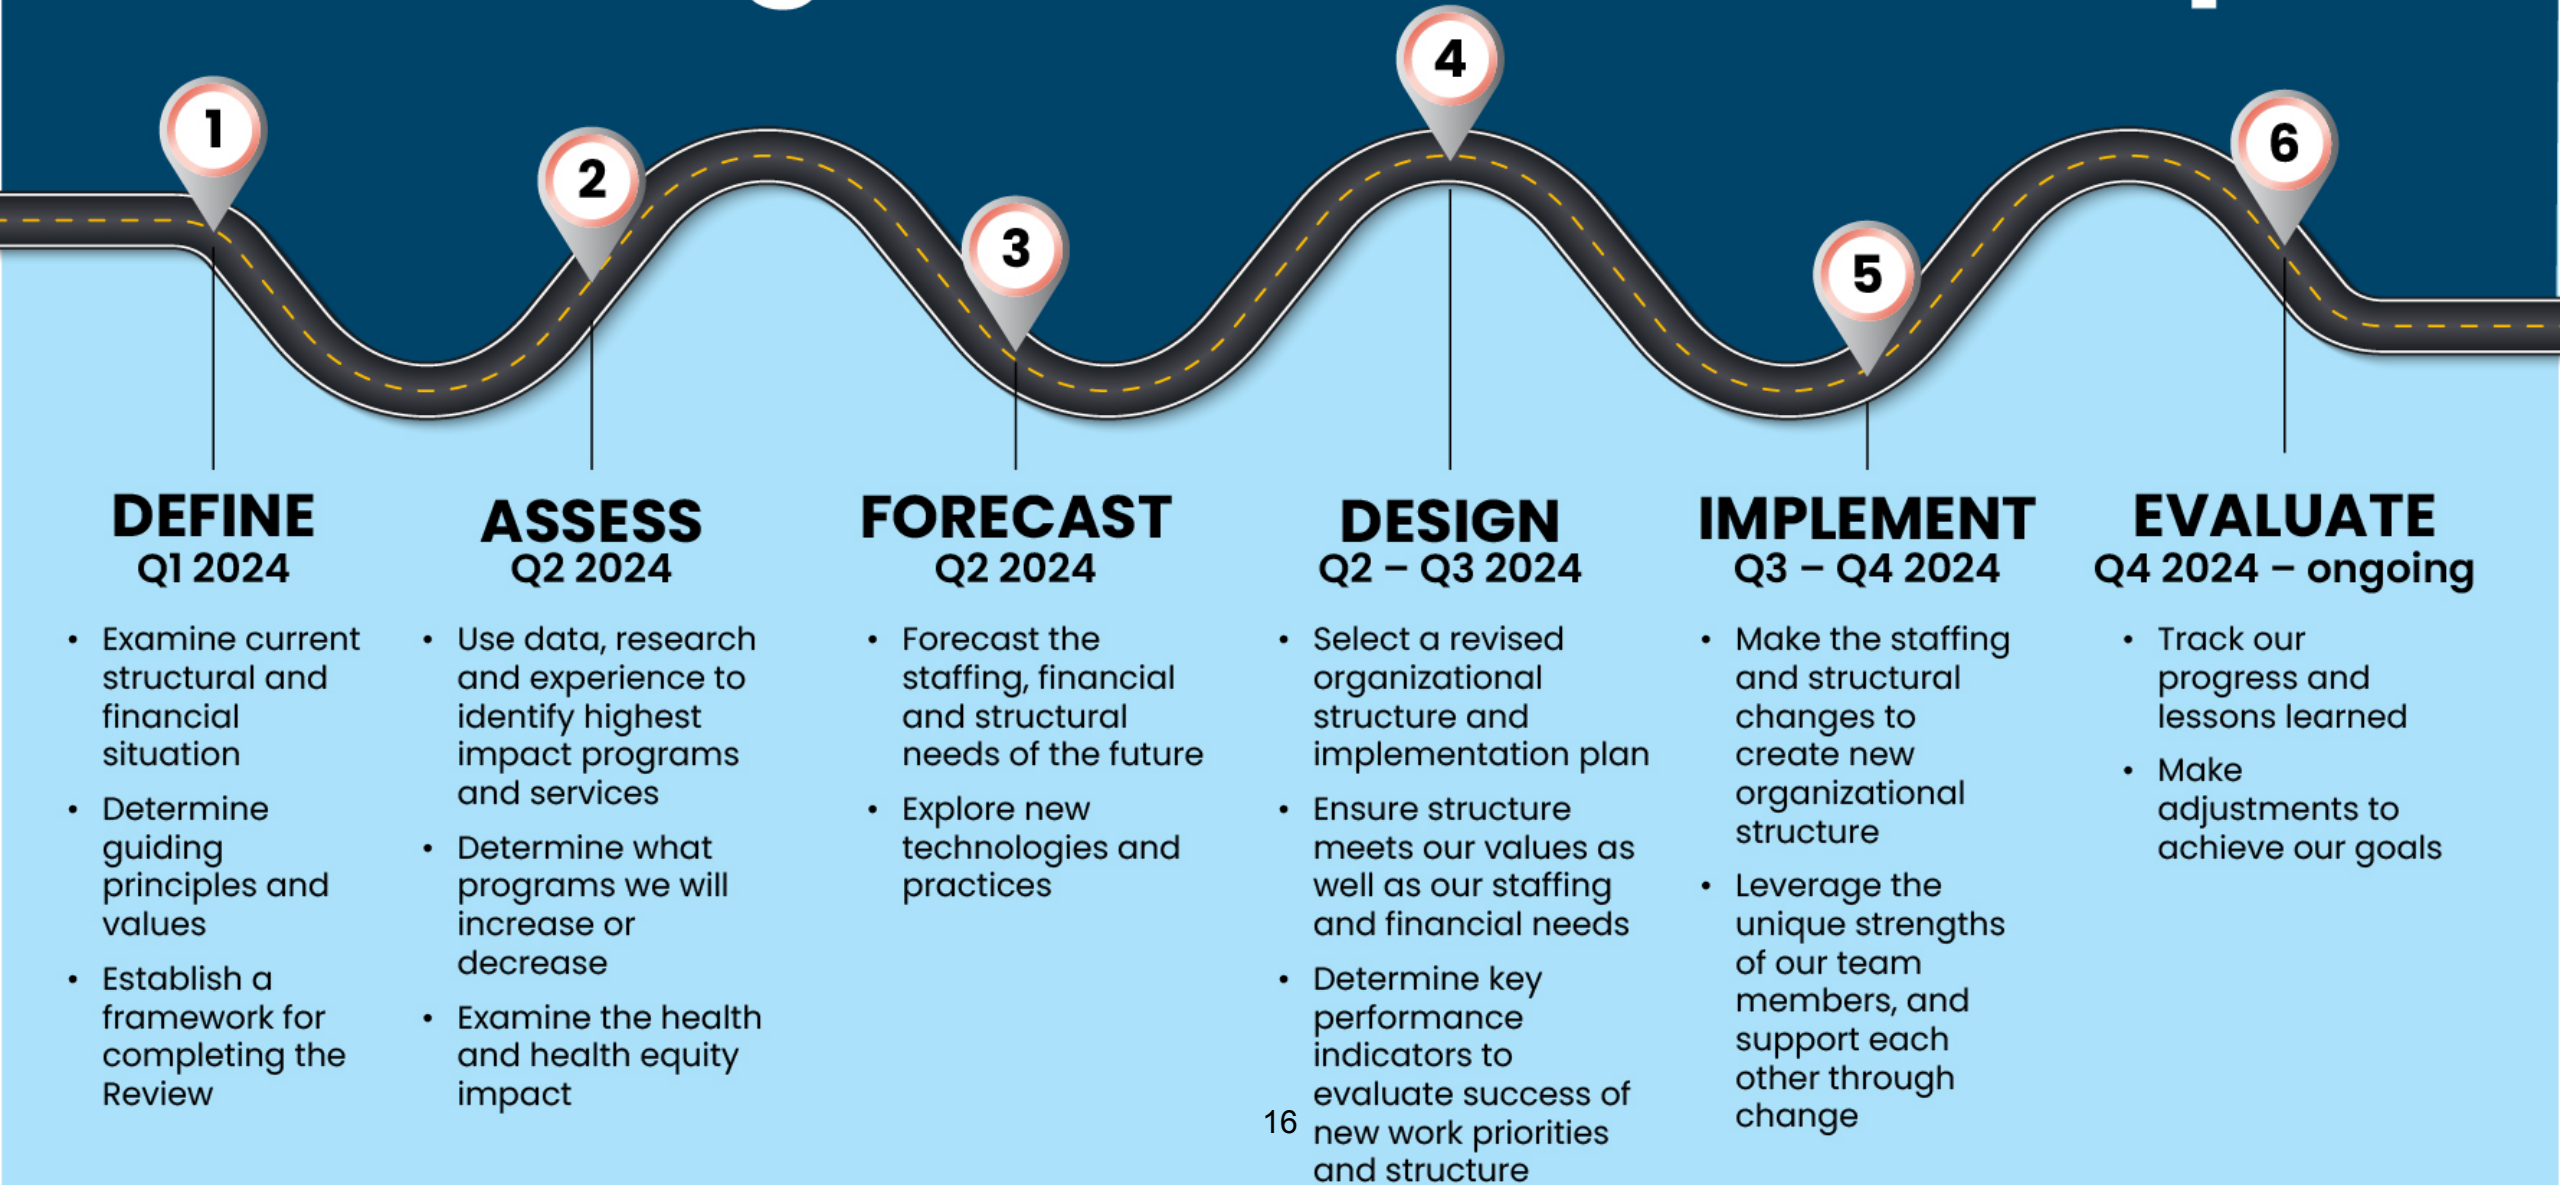 1
2
3
4
5
6
DEFINE
Q1 2024
• Examine current
structural and
financial
situation
• Determine
guiding
principles and
values
• Establish a
framework for
completing the
Review
ASSESS
Q2 2024
• Use data, research
and experience to
identify highest
impact programs
and services
• Determine what
programs we will
increase or
decrease
• Examine the health
and health equity
impact
FORECAST
Q2 2024
• Forecast the
staffing, financial
and structural
needs of the future
• Explore new
technologies and
practices
DESIGN
Q2 – Q3 2024
• Select a revised
organizational
structure and
implementation plan
• Ensure structure
meets our values as
well as our staffing
and financial needs
• Determine key
performance
indicators to
evaluate success of
new work priorities
and structure
IMPLEMENT
Q3 – Q4 2024
• Make the staffing
and structural
changes to
create new
organizational
structure
• Leverage the
unique strengths
of our team
members, and
support each
other through
change
EVALUATE
Q4 2024 – ongoing
• Track our
progress and
lessons learned
• Make
adjustments to
achieve our goals
16